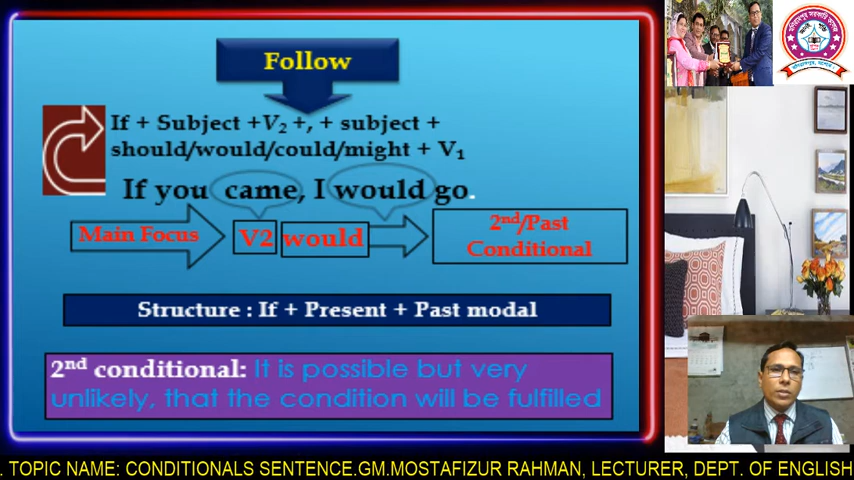 Follow
If + Subject +V₂ +, + subject +
should/would/could/might + V₁
If you came, I would go.
Main Focus
V2
would
2nd/Past
Conditional
Structure : If + Present + Past modal
2nd conditional: It is possible but very
unlikely, that the condition will be fulfilled
. TOPIC NAME: CONDITIONALS SENTENCE.GM.MOSTAFIZUR RAHMAN, LECTURER, DEPT. OF ENGLISH